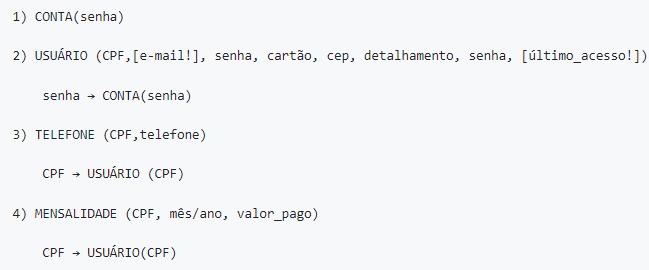 1) CONTA(senha)
2) USUÁRIO (CPF,[e-mail!], senha, cartão, cep, detalhamento, senha, [último_acesso!])
senha → CONTA(senha)
3) TELEFONE (CPF,telefone)
CPF → USUÁRIO (CPF)
4) MENSALIDADE (CPF, mês/ano, valor_pago)
CPF → USUÁRIO(CPF)